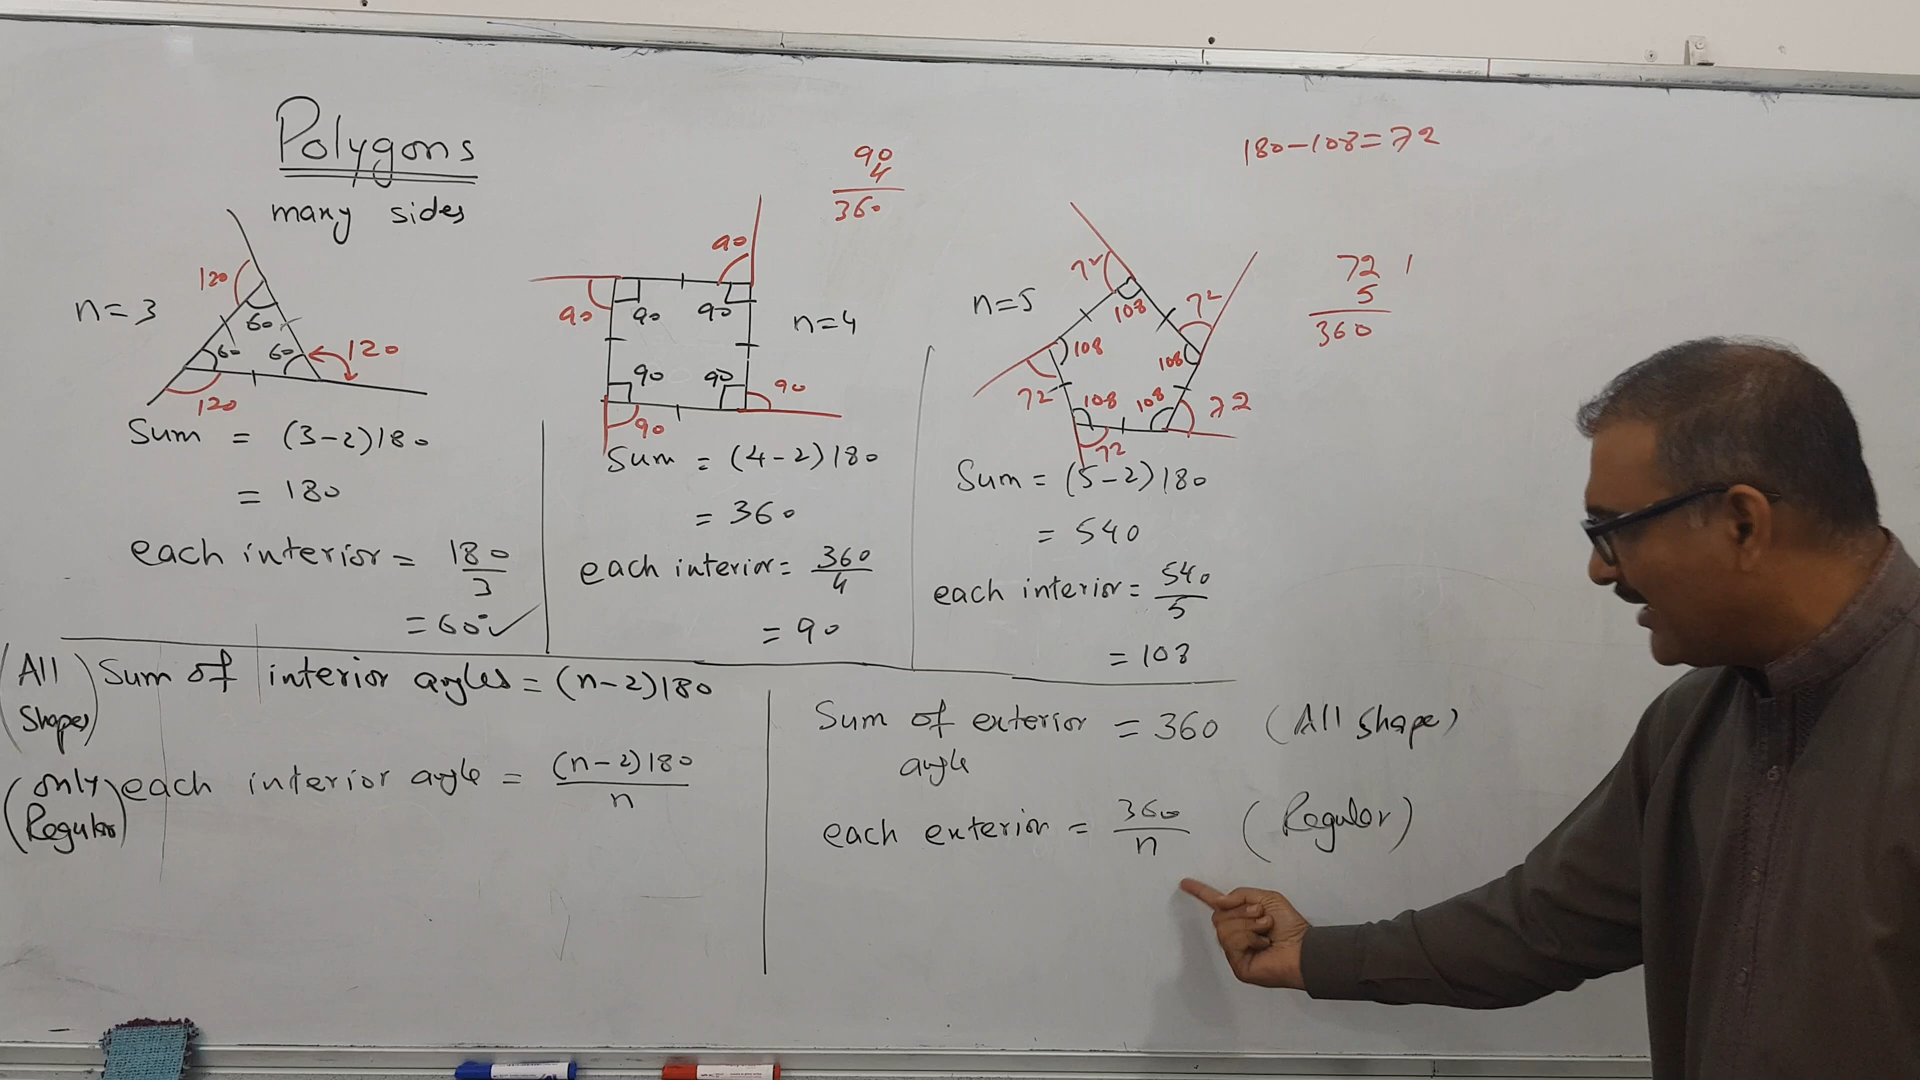 Polygons
many sides
n=3
120
60
60
60
120
120
Sum = (3-2)180
= 180
each interior = 180/3
= 60° ✓
90
4
360
90
90
90
90
n=4
90
90
90
90
Sum = (4-2)180
= 360
each interior = 360/4
= 90
180-108=72
72
5
360
n=5
72
108
72
108
108
72
108
108
72
72
Sum = (5-2)180
= 540
each interior = 540/5
= 108
(All Shapes) Sum of interior angles = (n-2)180
(only Regular) each interior angle = (n-2)180/n
Sum of exterior angle = 360 (All shape)
each exterior = 360/n (Regular)